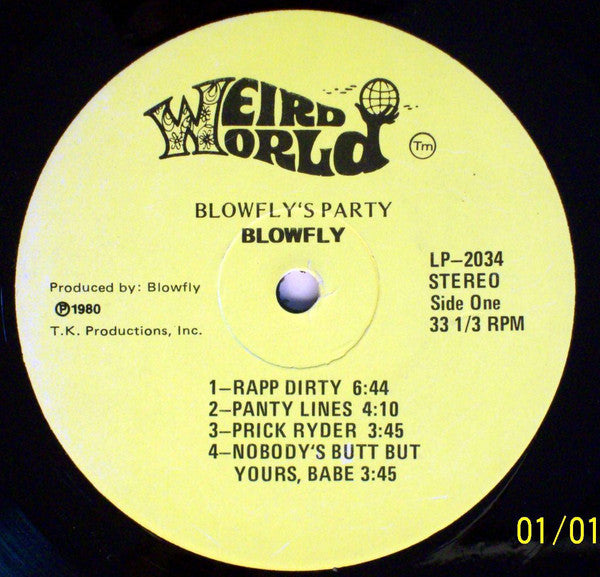 WEIRD
WORLD
Tm
BLOWFLY'S PARTY
BLOWFLY
Produced by: Blowfly
Ⓟ1980
T.K. Productions, Inc.
LP-2034
STEREO
Side One
33 1/3 RPM
1-RAPP DIRTY 6:44
2-PANTY LINES 4:10
3-PRICK RYDER 3:45
4-NOBODY'S BUTT BUT
YOURS, BABE 3:45
01/01